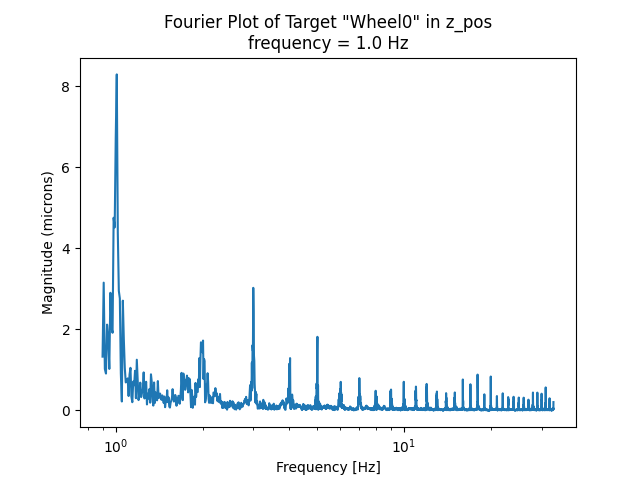 Fourier Plot of Target "Wheel0" in z_pos
frequency = 1.0 Hz
Magnitude (microns)
8
6
4
2
0
10⁰
10¹
Frequency [Hz]